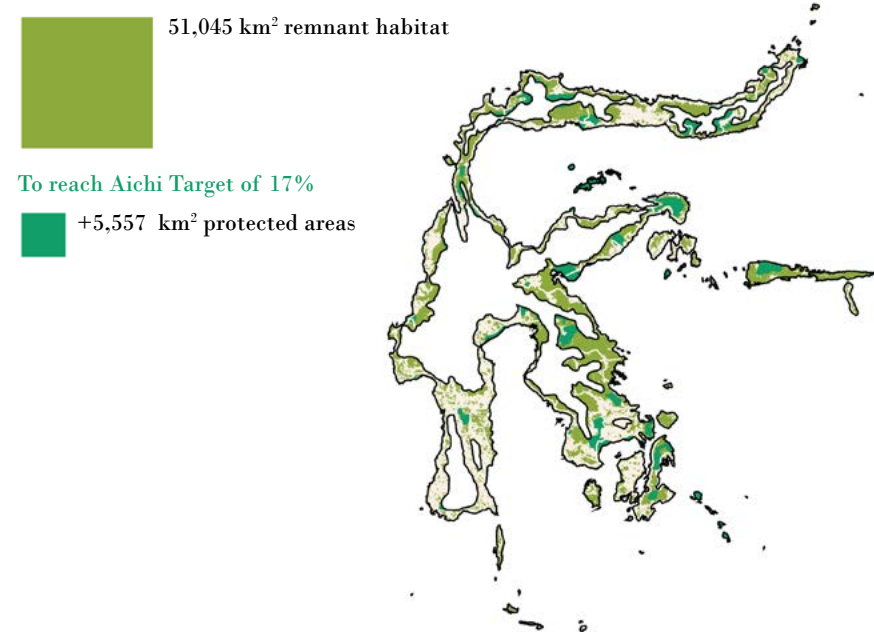 51,045 km² remnant habitat
To reach Aichi Target of 17%
+5,557 km² protected areas